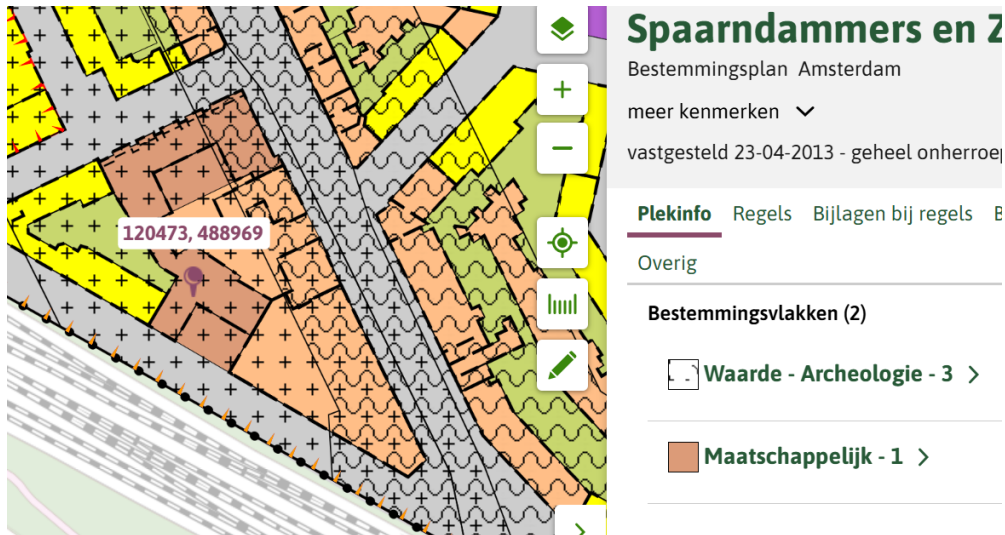 120473, 488969
Spaarndammers en Z
Bestemmingsplan Amsterdam
meer kenmerken
vastgesteld 23-04-2013 - geheel onherroep
Plekinfo Regels Bijlagen bij regels B
Overig
Bestemmingsvlakken (2)
Waarde - Archeologie - 3
Maatschappelijk - 1